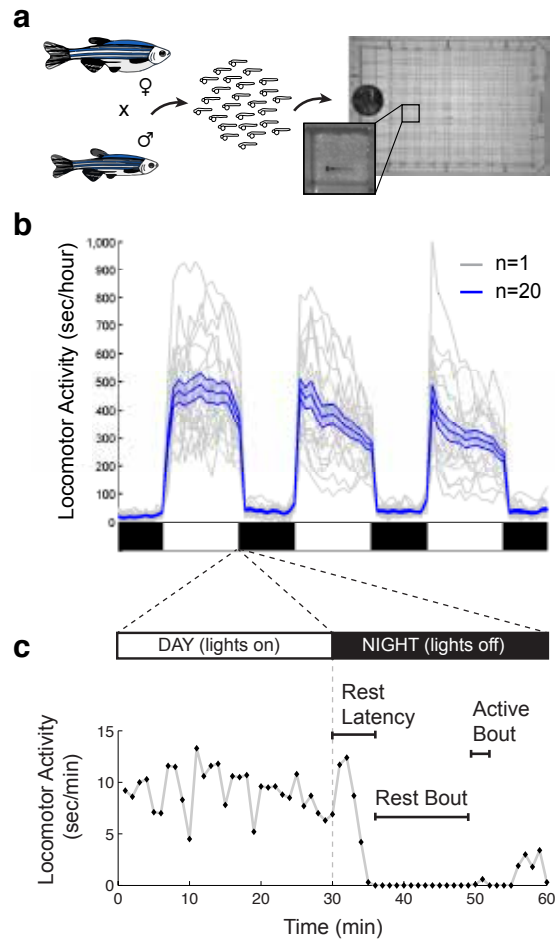 a
♀
x
♂
b
Locomotor Activity (sec/hour)
1,000
900
800
700
600
500
400
300
200
100
0
n=1
n=20
DAY (lights on)
NIGHT (lights off)
c
Rest
Latency
Active
Bout
Rest Bout
Locomotor Activity
(sec/min)
15
10
5
0
0
10
20
30
40
50
60
Time (min)